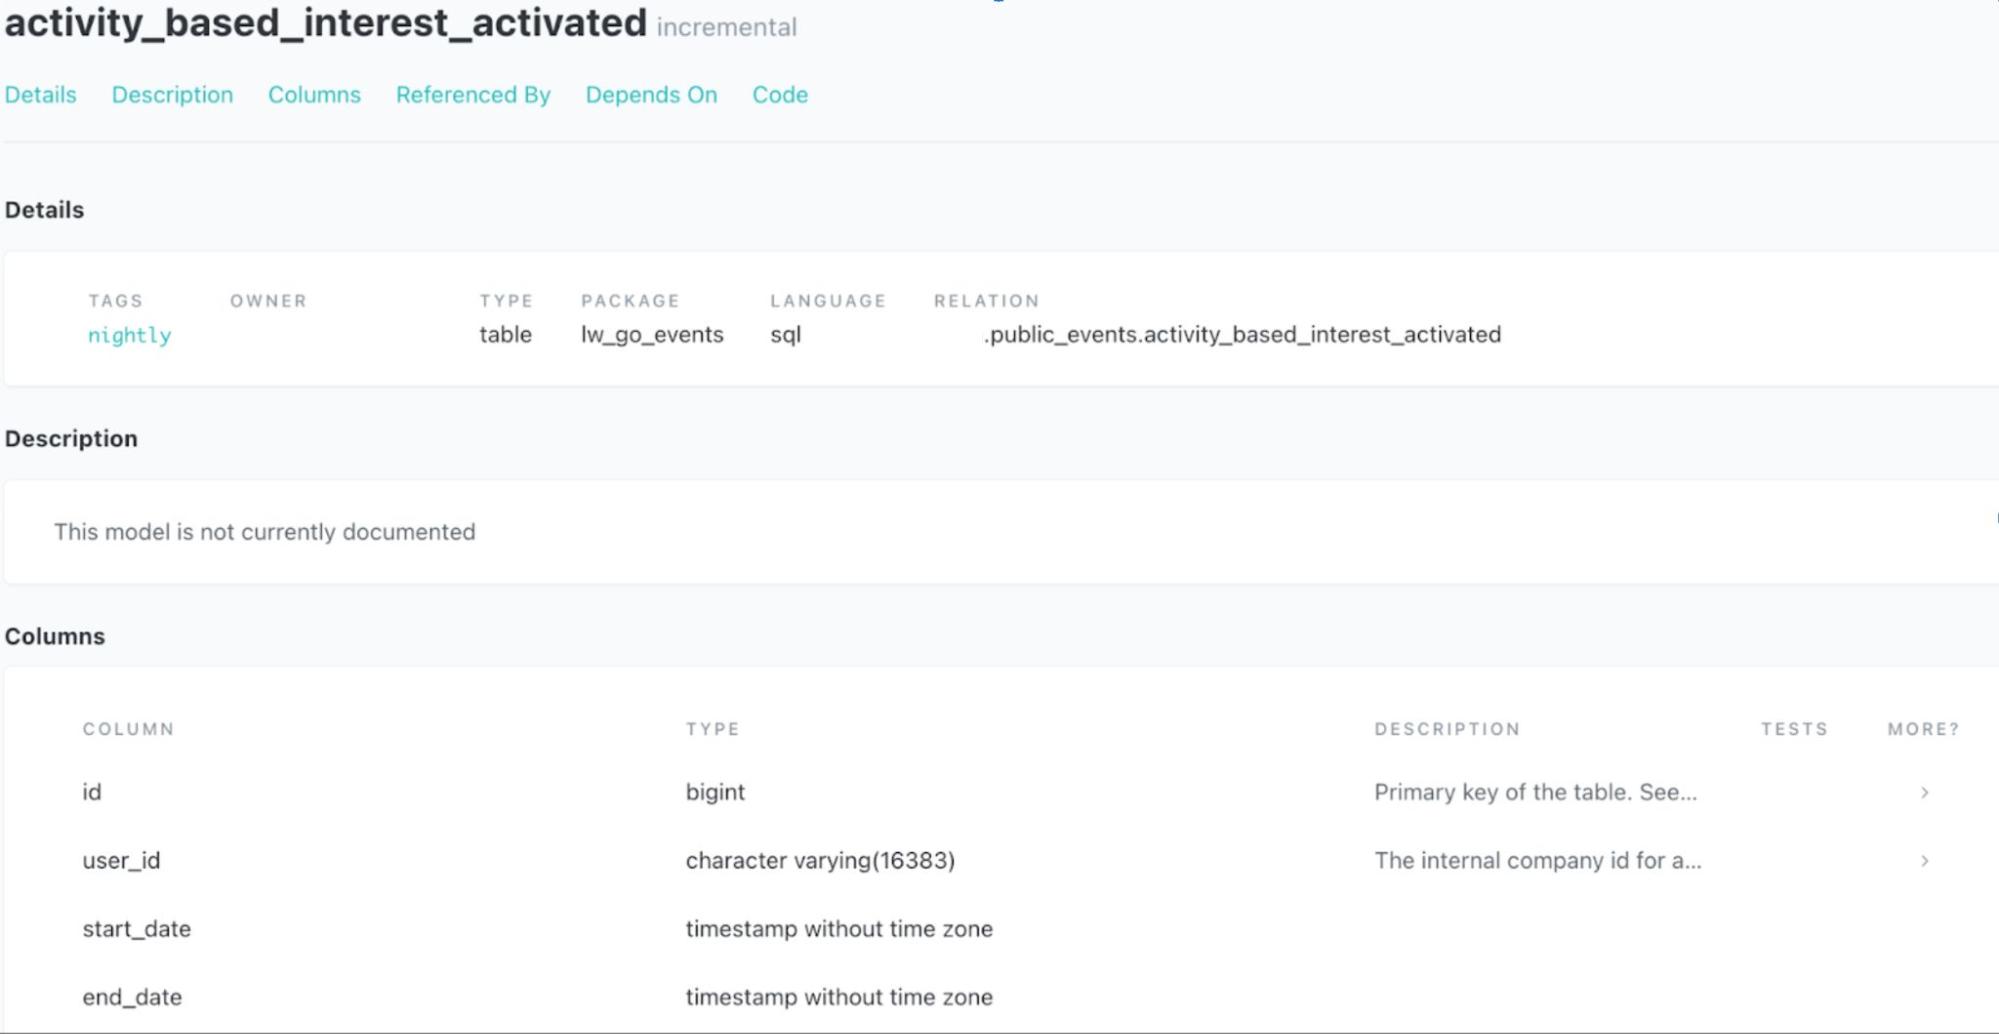 activity_based_interest_activated incremental
Details Description Columns Referenced By Depends On Code
Details
TAGS OWNER TYPE PACKAGE LANGUAGE RELATION
nightly table lw_go_events sql .public_events.activity_based_interest_activated
Description
This model is not currently documented
Columns
COLUMN TYPE DESCRIPTION TESTS MORE?
id bigint Primary key of the table. See...
user_id character varying(16383) The internal company id for a...
start_date timestamp without time zone
end_date timestamp without time zone